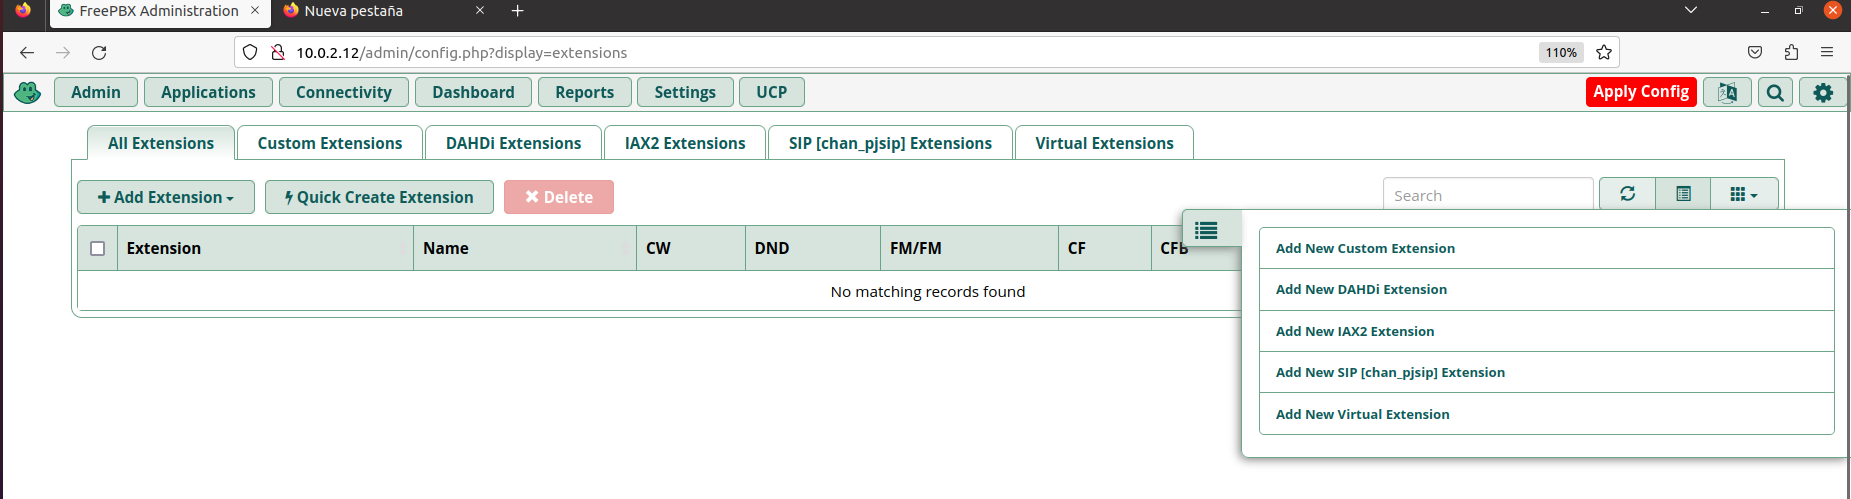 FreePBX Administration
Nueva pestaña
10.0.2.12/admin/config.php?display=extensions
110%
Admin
Applications
Connectivity
Dashboard
Reports
Settings
UCP
Apply Config
All Extensions
Custom Extensions
DAHDi Extensions
IAX2 Extensions
SIP [chan_pjsip] Extensions
Virtual Extensions
Add Extension
Quick Create Extension
Delete
Search
Extension
Name
CW
DND
FM/FM
CF
CFB
No matching records found
Add New Custom Extension
Add New DAHDi Extension
Add New IAX2 Extension
Add New SIP [chan_pjsip] Extension
Add New Virtual Extension